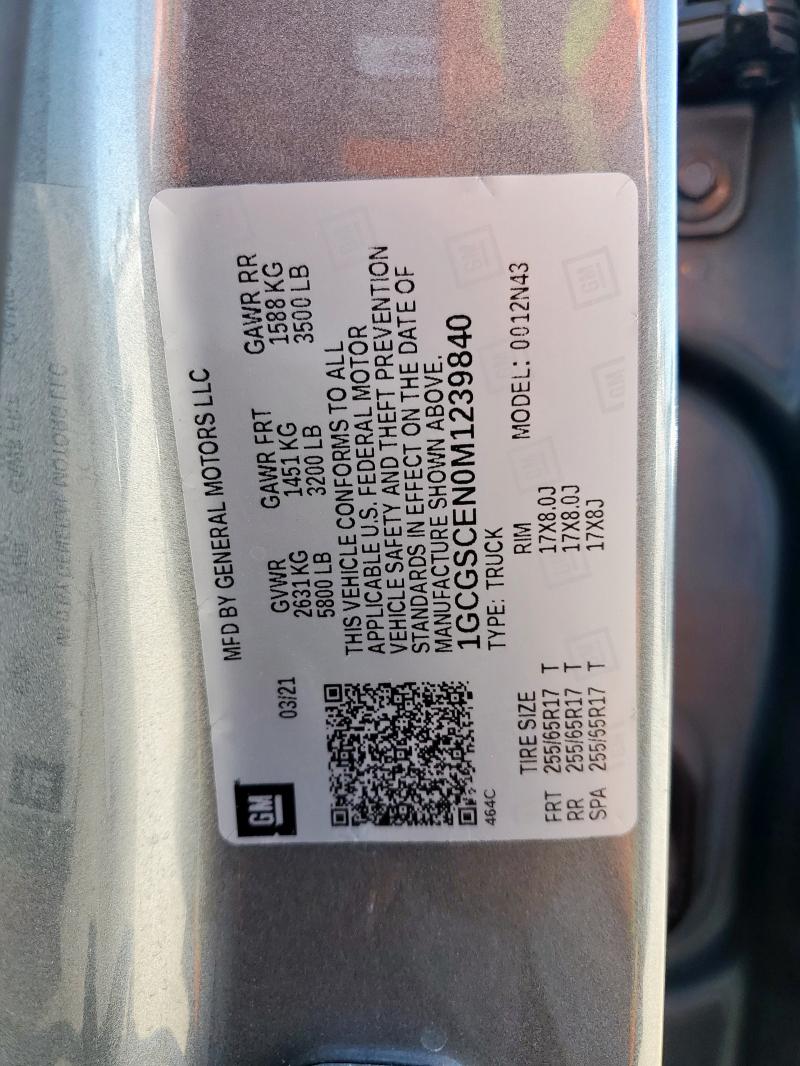 GM
03/21
MFD BY GENERAL MOTORS LLC
GVWR GAWR FRT GAWR RR
2631 KG 1451 KG 1588 KG
5800 LB 3200 LB 3500 LB
THIS VEHICLE CONFORMS TO ALL
APPLICABLE U.S. FEDERAL MOTOR
VEHICLE SAFETY AND THEFT PREVENTION
STANDARDS IN EFFECT ON THE DATE OF
MANUFACTURE SHOWN ABOVE.
1GCGSCEN0M1239840
464C
TYPE: TRUCK
MODEL: 0012N43
TIRE SIZE RIM
FRT 255/65R17 T 17X8.0J
RR 255/65R17 T 17X8.0J
SPA 255/65R17 T 17X8J